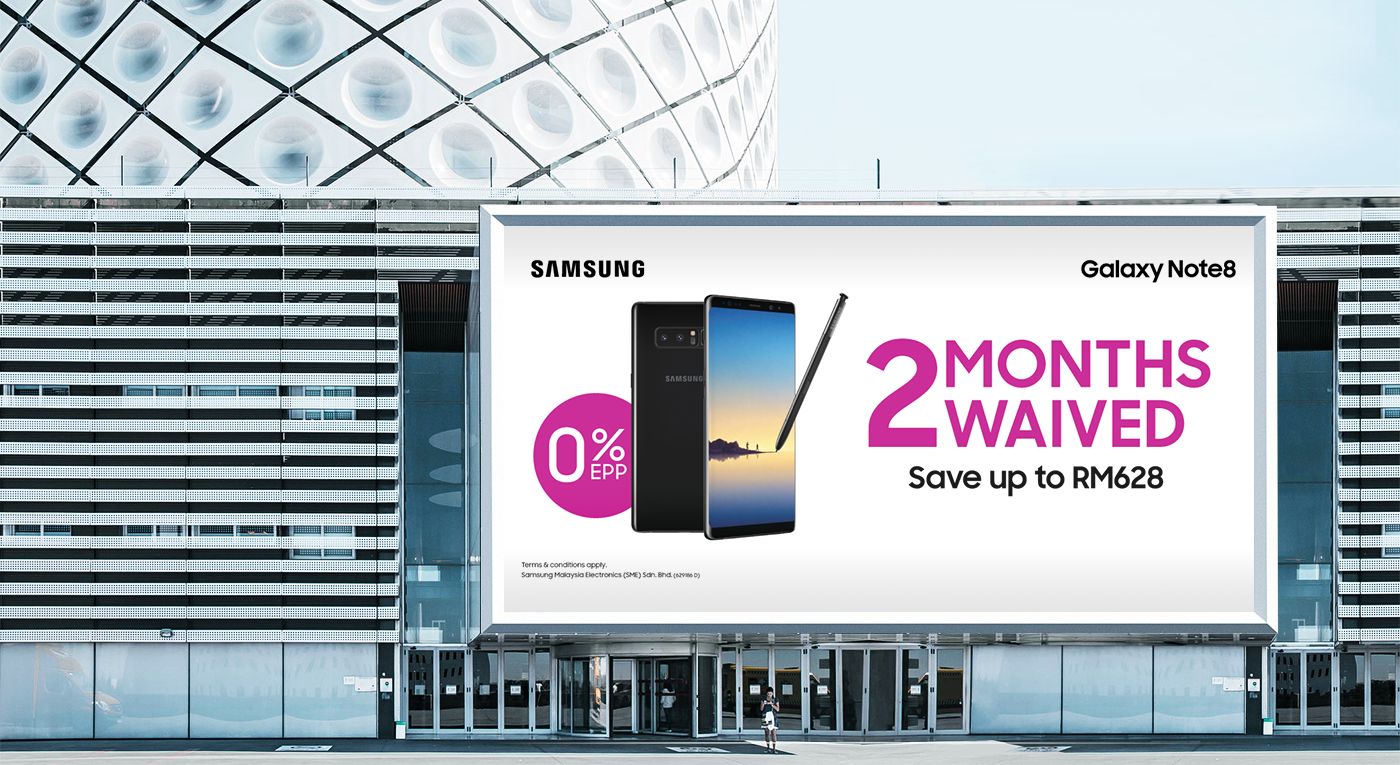 SAMSUNG
Galaxy Note8
SAMSUNG
2 MONTHS
WAIVED
Save up to RM628
0%
EPP
Terms & conditions apply.
Samsung Malaysia Electronics (SME) Sdn. Bhd. (629186 D)